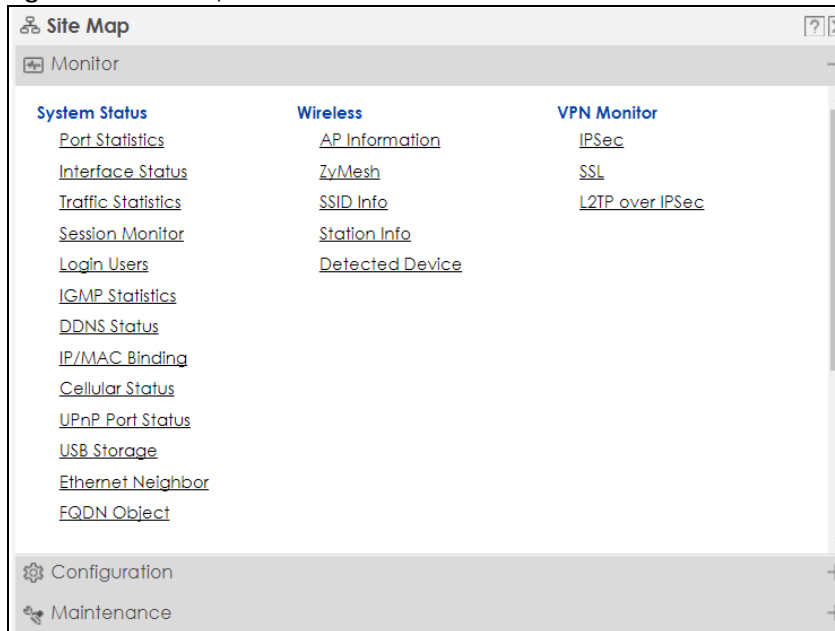 Site Map
Monitor
System Status
Port Statistics
Interface Status
Traffic Statistics
Session Monitor
Login Users
IGMP Statistics
DDNS Status
IP/MAC Binding
Cellular Status
UPnP Port Status
USB Storage
Ethernet Neighbor
FQDN Object
Wireless
AP Information
ZyMesh
SSID Info
Station Info
Detected Device
VPN Monitor
IPSec
SSL
L2TP over IPSec
Configuration
Maintenance